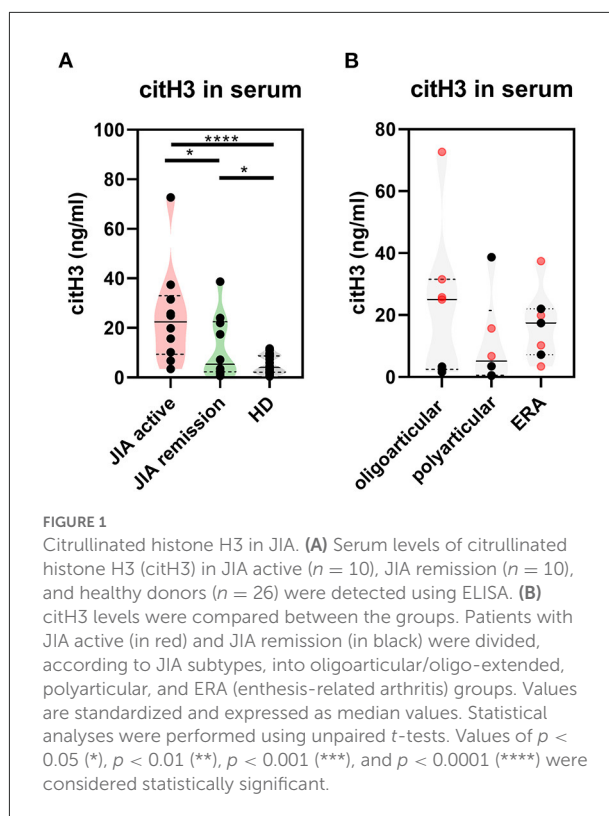 A
citH3 in serum
citH3 (ng/ml)
100
80
60
40
20
0
****
*
*
JIA active
JIA remission
HD
B
citH3 in serum
citH3 (ng/ml)
80
60
40
20
0
oligoarticular
polyarticular
ERA
FIGURE 1
Citrullinated histone H3 in JIA. (A) Serum levels of citrullinated
histone H3 (citH3) in JIA active (n = 10), JIA remission (n = 10),
and healthy donors (n = 26) were detected using ELISA. (B)
citH3 levels were compared between the groups. Patients with
JIA active (in red) and JIA remission (in black) were divided,
according to JIA subtypes, into oligoarticular/oligo-extended,
polyarticular, and ERA (enthesis-related arthritis) groups. Values
are standardized and expressed as median values. Statistical
analyses were performed using unpaired t-tests. Values of p <
0.05 (*), p < 0.01 (**), p < 0.001 (***), and p < 0.0001 (****) were
considered statistically significant.